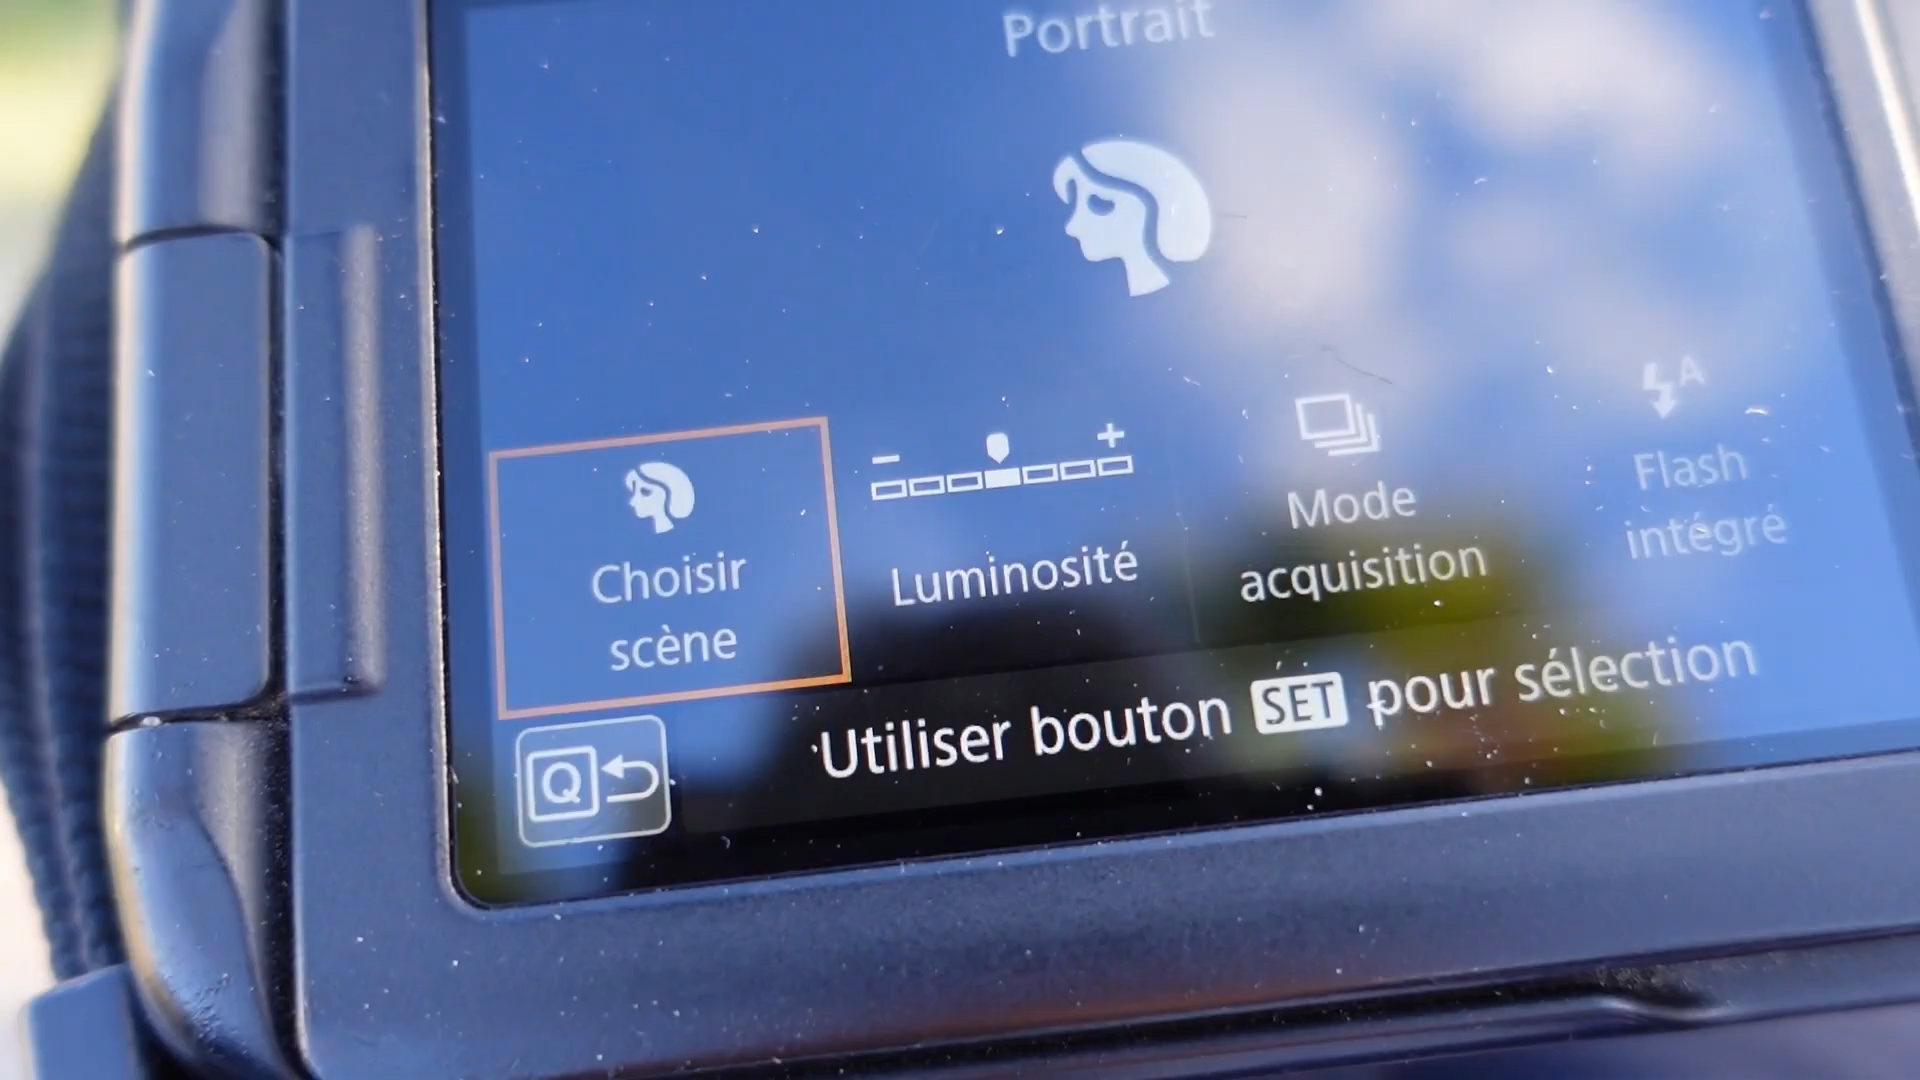 Portrait
- +
A
Choisir
scène
Luminosité
Mode
acquisition
Flash
intégré
Q
Utiliser bouton SET pour sélection